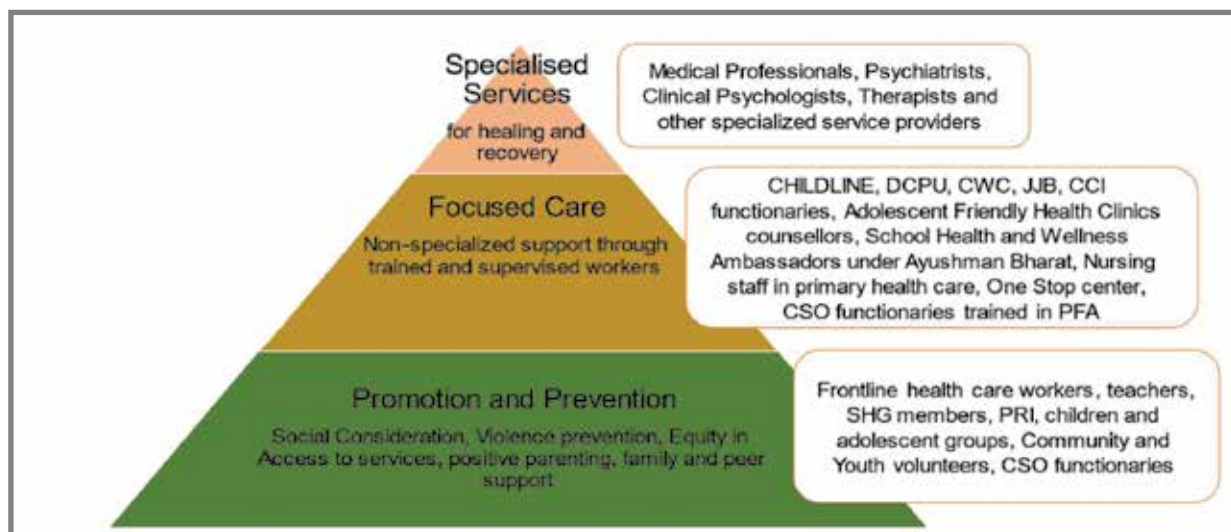 Specialised
Services
for healing and
recovery
Medical Professionals, Psychiatrists,
Clinical Psychologists, Therapists and
other specialized service providers
Focused Care
Non-specialized support through
trained and supervised workers
CHILDLINE, DCPU, CWC, JJB, CCI
functionaries, Adolescent Friendly Health Clinics
counsellors, School Health and Wellness
Ambassadors under Ayushman Bharat, Nursing
staff in primary health care, One Stop center,
CSO functionaries trained in PFA
Promotion and Prevention
Social Consideration, Violence prevention, Equity in
Access to services, positive parenting, family and peer
support
Frontline health care workers, teachers,
SHG members, PRI, children and
adolescent groups, Community and
Youth volunteers, CSO functionaries